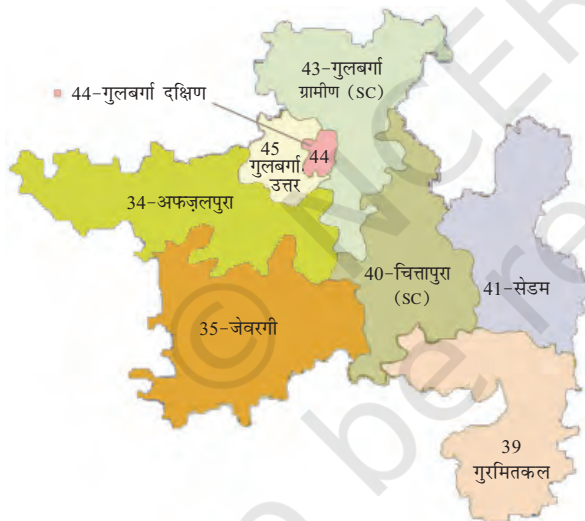 43-गुलबर्गा
ग्रामीण (SC)
44-गुलबर्गा दक्षिण
45
गुलबर्गा
उत्तर
44
34-अफज़लपुरा
40-चित्तापुरा
(SC)
41-सेडम
35-जेवरगी
39
गुरमितकल